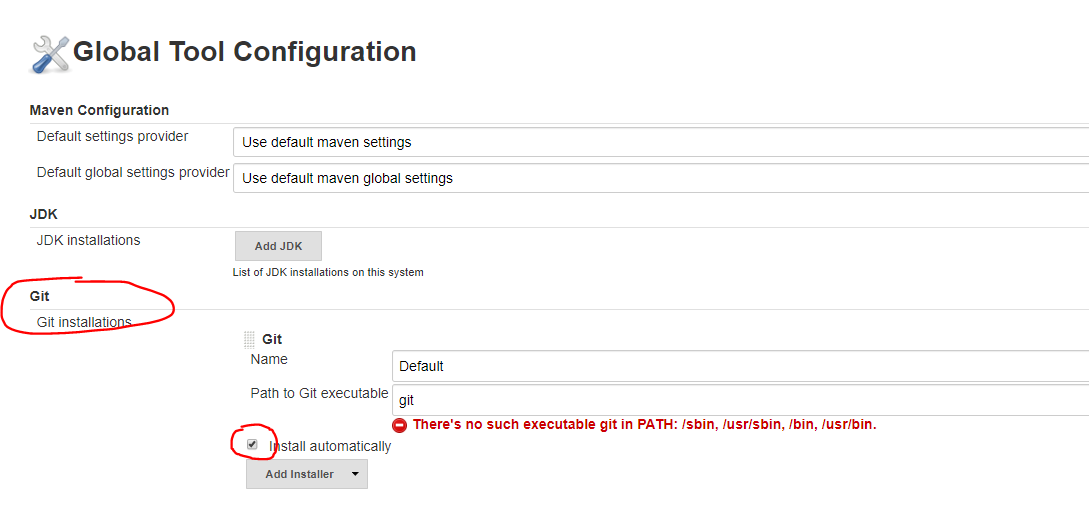 Global Tool Configuration
Maven Configuration
Default settings provider
Use default maven settings
Default global settings provider
Use default maven global settings
JDK
JDK installations
Add JDK
List of JDK installations on this system
Git
Git installations
Git
Name
Default
Path to Git executable
git
There's no such executable git in PATH: /sbin, /usr/sbin, /bin, /usr/bin.
Install automatically
Add Installer